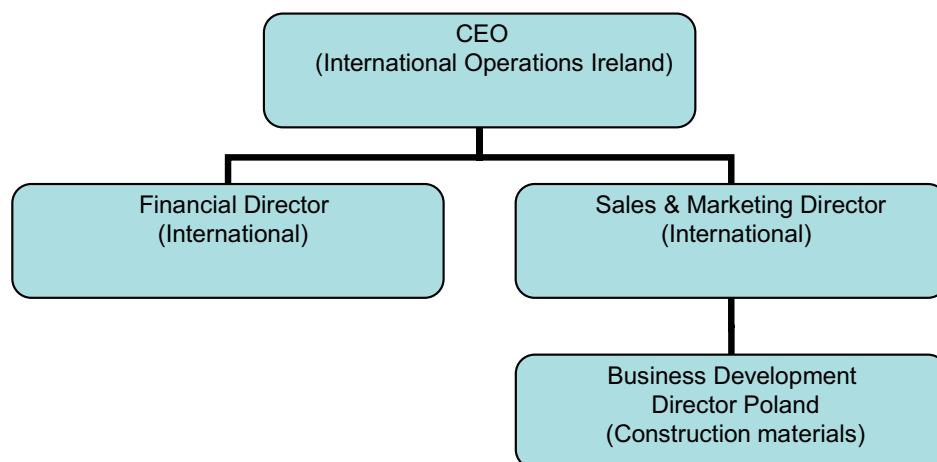 CEO
(International Operations Ireland)
Financial Director
(International)
Sales & Marketing Director
(International)
Business Development
Director Poland
(Construction materials)